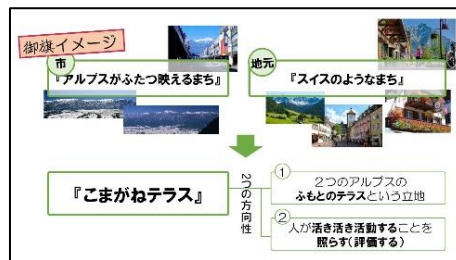 御旗イメージ
市
『アルプスがふたつ映えるまち』
地元
『スイスのようなまち』
『こまがねテラス』
2つの方向性
①
2つのアルプスの
ふもとのテラスという立地
②
人が活き活き活動することを
照らす(評価する)